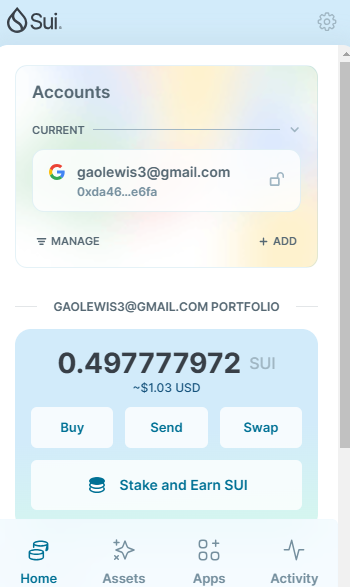 Sui.
Accounts
CURRENT
gaolewis3@gmail.com
0xda46...e6fa
MANAGE
+ ADD
GAOLEWIS3@GMAIL.COM PORTFOLIO
0.497777972 SUI
~$1.03 USD
Buy
Send
Swap
Stake and Earn SUI
Home
Assets
Apps
Activity